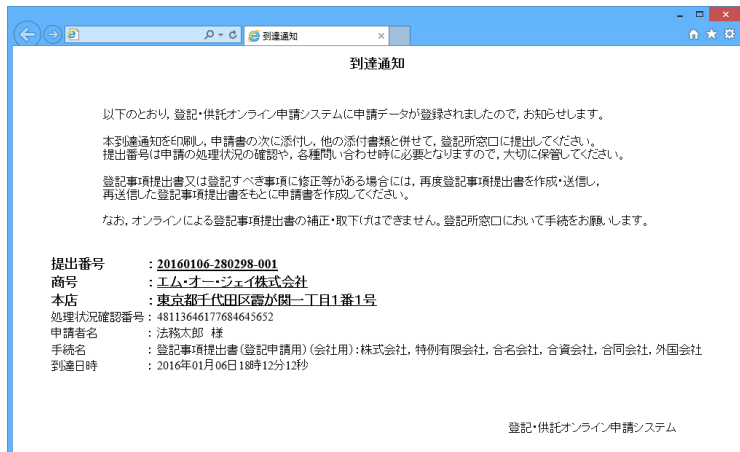 到達通知
到達通知
以下のとおり，登記・供託オンライン申請システムに申請データが登録されましたので，お知らせします。
本到達通知を印刷し，申請書の次に添付し，他の添付書類と併せて，登記所窓口に提出してください。
提出番号は申請の処理状況の確認や，各種問い合わせ時に必要となりますので，大切に保管してください。
登記事項提出書又は登記すべき事項に修正等がある場合には，再度登記事項提出書を作成・送信し，
再送信した登記事項提出書をもとに申請書を作成してください。
なお，オンラインによる登記事項提出書の補正・取下げはできません。登記所窓口において手続をお願いします。
提出番号 ：20160106-280298-001
商号 ：エム・オー・ジェイ株式会社
本店 ：東京都千代田区霞が関一丁目1番1号
処理状況確認番号：48113646177684645652
申請者名 ：法務太郎 様
手続名 ：登記事項提出書（登記申請用）（会社用）：株式会社，特例有限会社，合名会社，合資会社，合同会社，外国会社
到達日時 ：2016年01月06日18時12分12秒
登記・供託オンライン申請システム